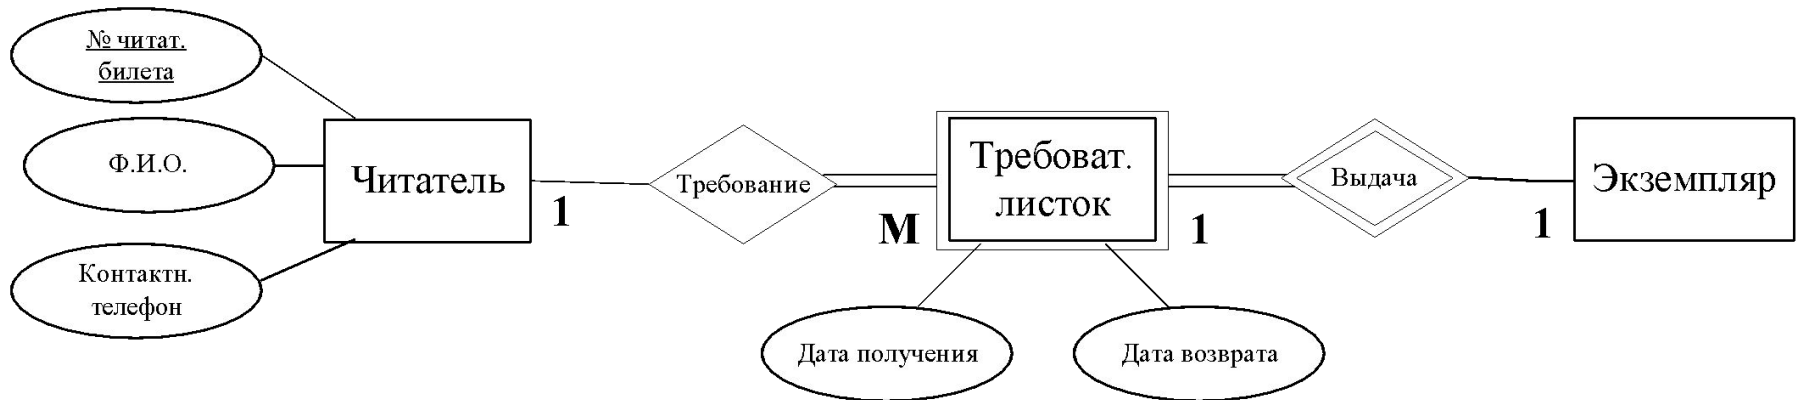 № читат.
билета
Ф.И.О.
Контактн.
телефон
Читатель
1
Требование
М
Требоват.
листок
1
Выдача
1
Экземпляр
Дата получения
Дата возврата